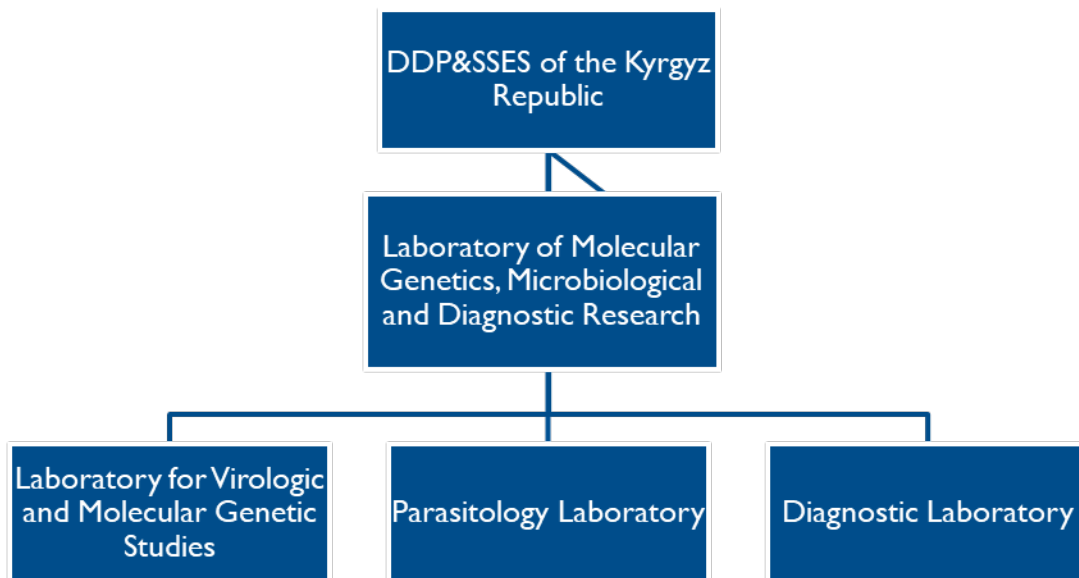 DDP&SSES of the Kyrgyz
Republic
Laboratory of Molecular
Genetics, Microbiological
and Diagnostic Research
Laboratory for Virologic
and Molecular Genetic
Studies
Parasitology Laboratory
Diagnostic Laboratory